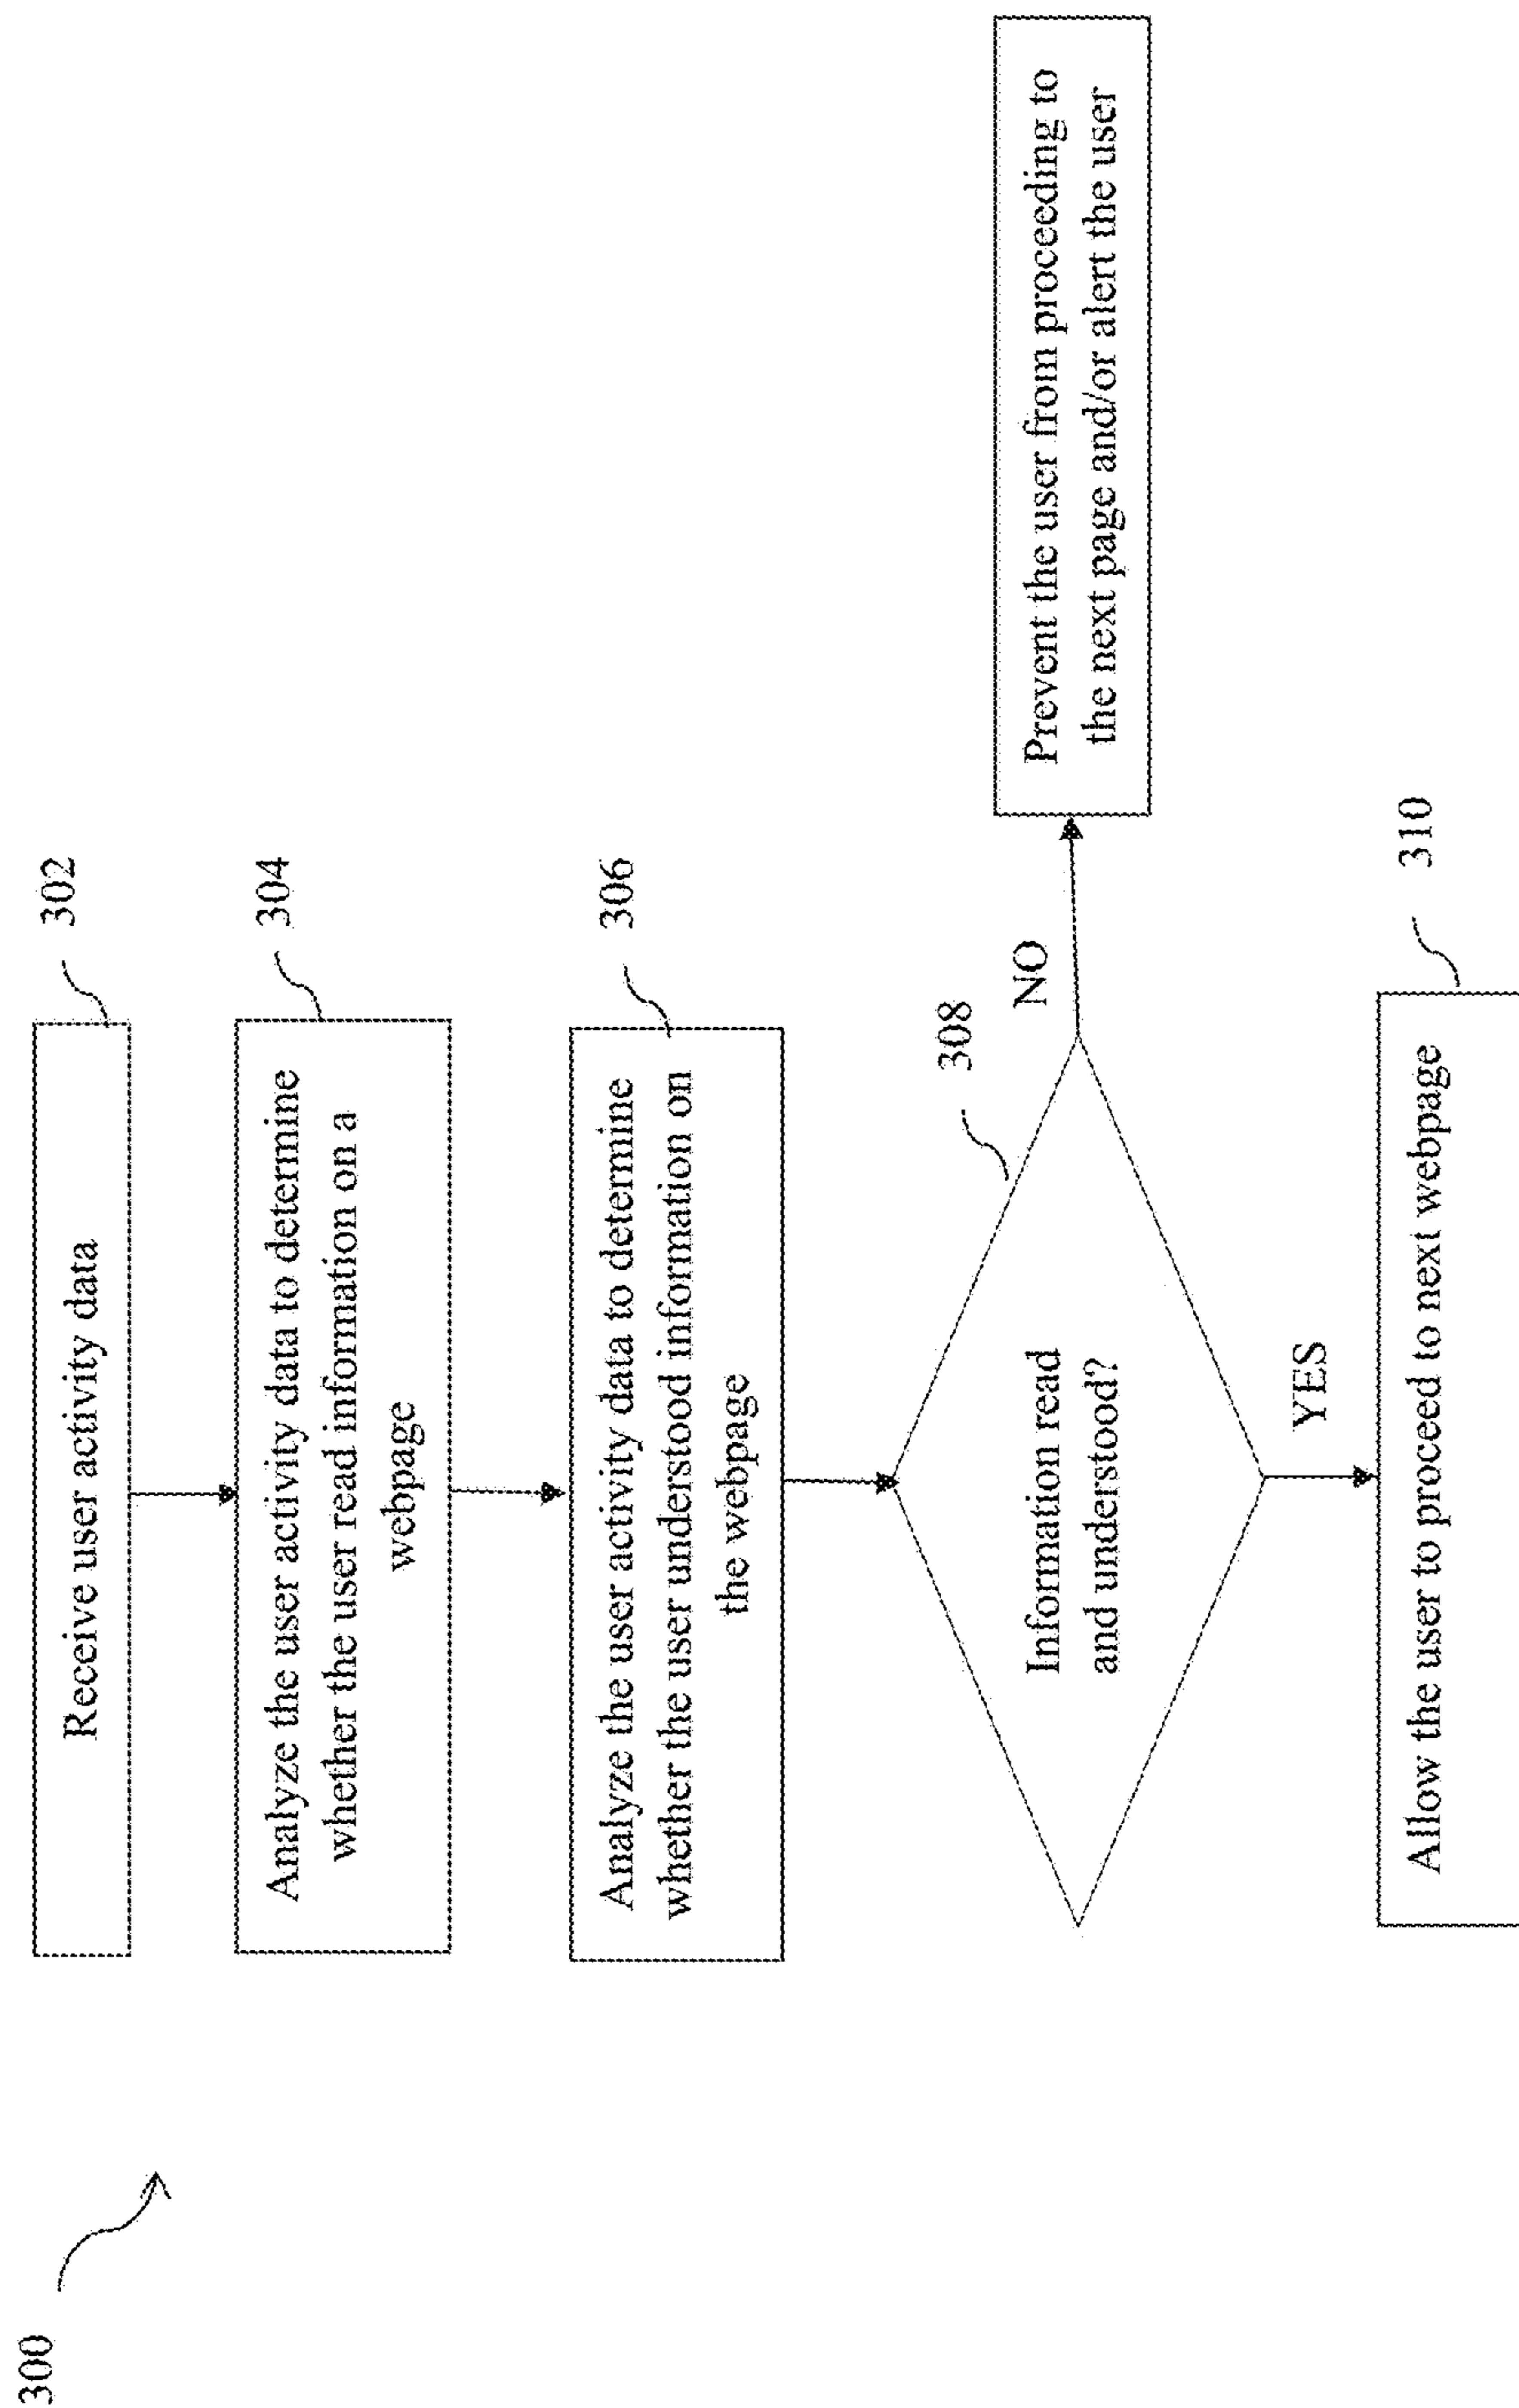 300
302
Receive user activity data
304
Analyze the user activity data to determine
whether the user read information on a
webpage
306
Analyze the user activity data to determine
whether the user understood information on
the webpage
308
Information read
and understood?
NO
Prevent the user from proceeding to
the next page and/or alert the user
YES
310
Allow the user to proceed to next webpage